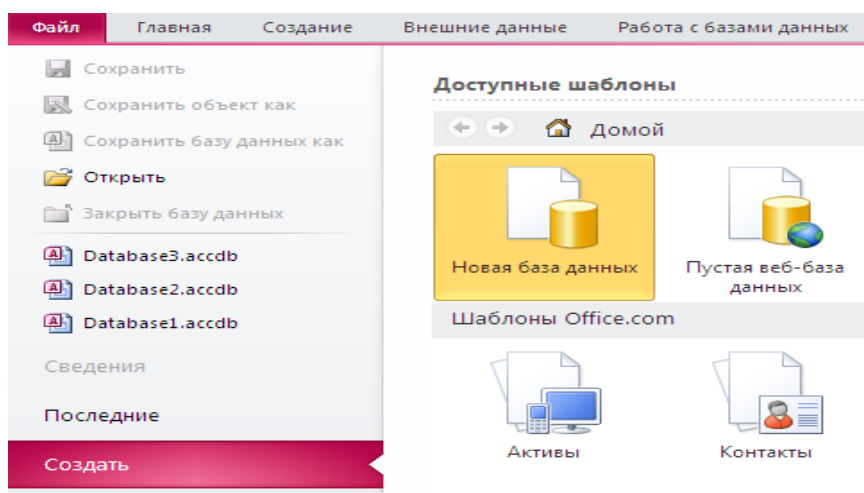 Файл Главная Создание Внешние данные Работа с базами данных
Сохранить
Сохранить объект как
Сохранить базу данных как
Открыть
Закрыть базу данных
Database3.accdb
Database2.accdb
Database1.accdb
Сведения
Последние
Создать
Доступные шаблоны
Домой
Новая база данных
Пустая веб-база
данных
Шаблоны Office.com
Активы
Контакты